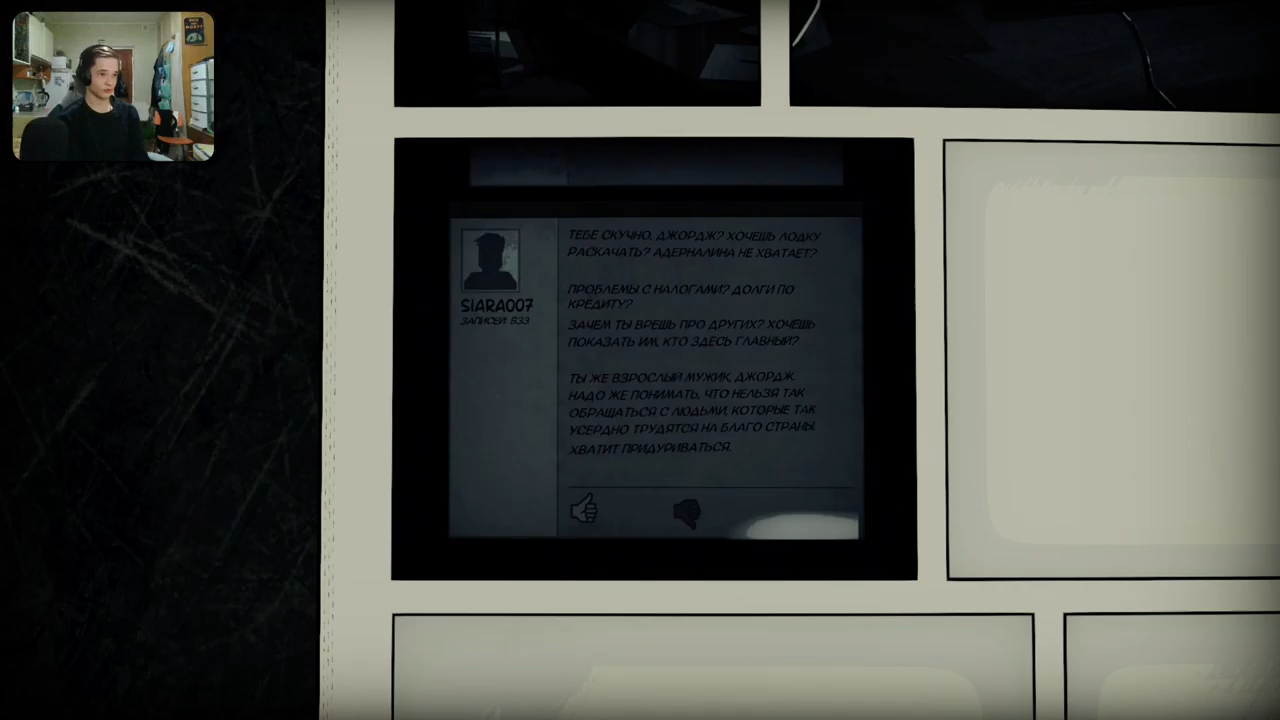 ТЕБЕ СКУЧНО, ДЖОРДЖ? ХОЧЕШЬ ЛОДКУ
РАСКАЧАТЬ? АДЕРНАЛИНА НЕ ХВАТАЕТ?
ПРОБЛЕМЫ С НАЛОГАМИ? ДОЛГИ ПО
КРЕДИТУ?
SIARA007
ЗАПИСЕЙ: 533
ЗАЧЕМ ТЫ ВРЕШЬ ПРО ДРУГИХ? ХОЧЕШЬ
ПОКАЗАТЬ ИМ, КТО ЗДЕСЬ ГЛАВНЫЙ?
ТЫ ЖЕ ВЗРОСЛЫЙ МУЖИК, ДЖОРДЖ.
НАДО ЖЕ ПОНИМАТЬ, ЧТО НЕЛЬЗЯ ТАК
ОБРАЩАТЬСЯ С ЛЮДЬМИ, КОТОРЫЕ ТАК
УСЕРДНО ТРУДЯТСЯ НА БЛАГО СТРАНЫ.
ХВАТИТ ПРИДУРИВАТЬСЯ.